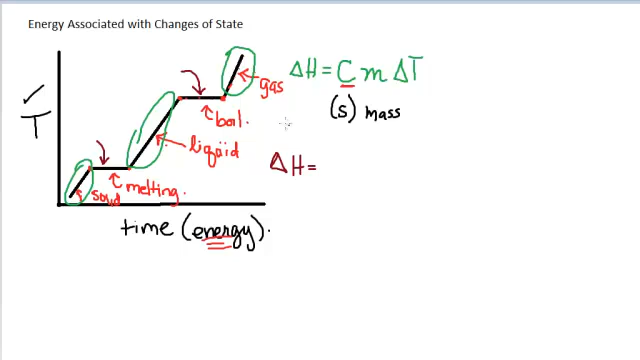 Energy Associated with Changes of State
ΔH = C m ΔT
(s) mass
T
gas
boil.
liquid
ΔH =
melting.
solid
time (energy).